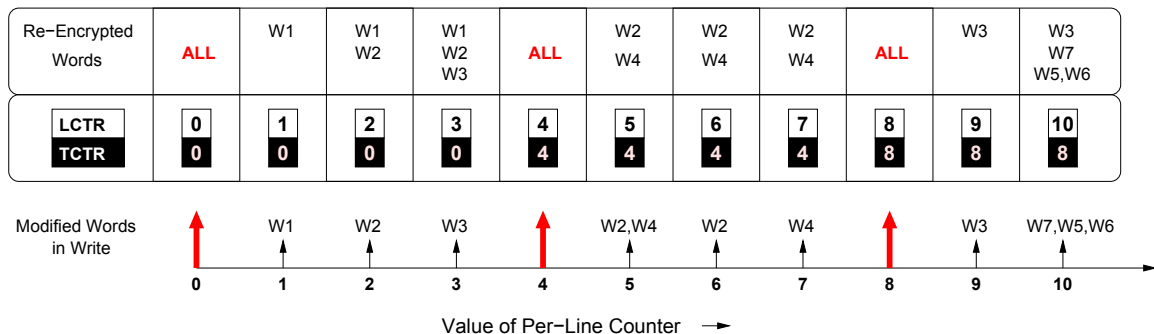 Re−Encrypted Words ALL W1 W1 W2 W1 W2 W3 ALL W2 W4 W2 W4 W2 W4 ALL W3 W3 W7 W5,W6
LCTR 0 1 2 3 4 5 6 7 8 9 10
TCTR 0 0 0 0 4 4 4 4 8 8 8
Modified Words in Write W1 W2 W3 W2,W4 W2 W4 W3 W7,W5,W6
0 1 2 3 4 5 6 7 8 9 10
Value of Per−Line Counter